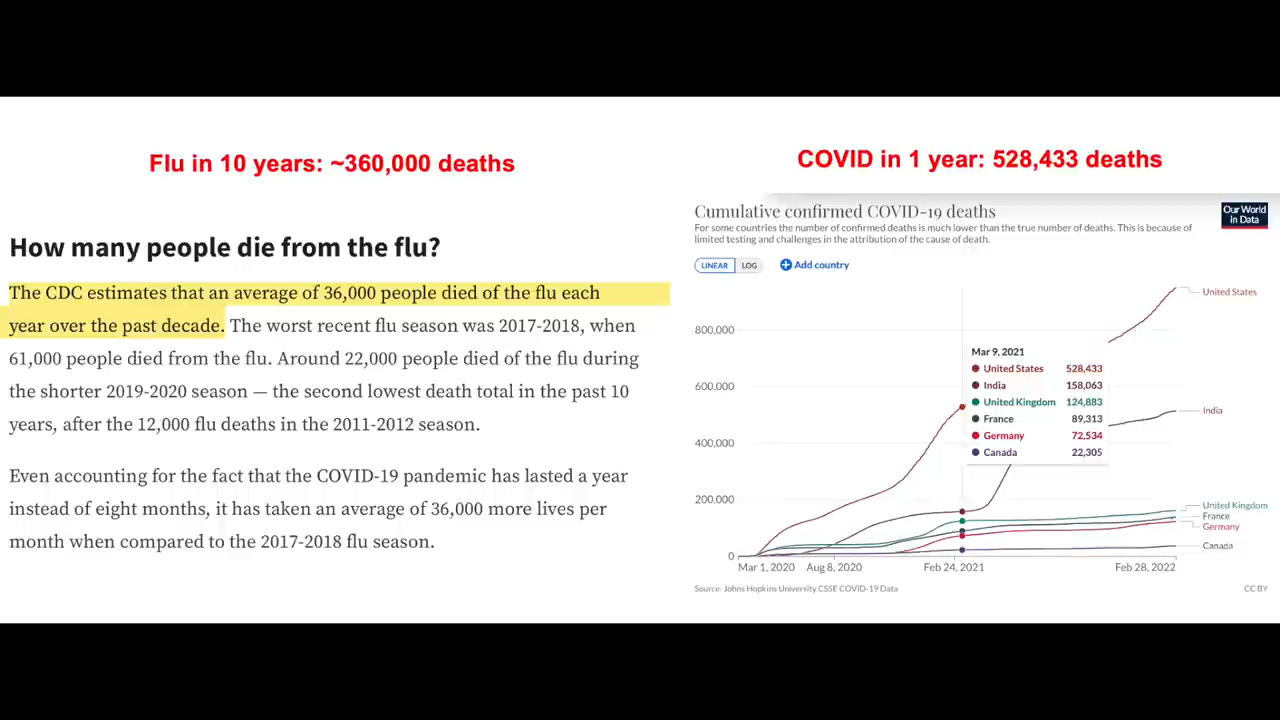 Flu in 10 years: ~360,000 deaths
How many people die from the flu?
The CDC estimates that an average of 36,000 people died of the flu each
year over the past decade. The worst recent flu season was 2017-2018, when
61,000 people died from the flu. Around 22,000 people died of the flu during
the shorter 2019-2020 season — the second lowest death total in the past 10
years, after the 12,000 flu deaths in the 2011-2012 season.
Even accounting for the fact that the COVID-19 pandemic has lasted a year
instead of eight months, it has taken an average of 36,000 more lives per
month when compared to the 2017-2018 flu season.
COVID in 1 year: 528,433 deaths
Cumulative confirmed COVID-19 deaths
For some countries the number of confirmed deaths is much lower than the true number of deaths. This is because of
limited testing and challenges in the attribution of the cause of death.
Our World
in Data
LINEAR LOG Add country
United States
800,000
600,000
400,000
200,000
0
Mar 9, 2021
United States 528,433
India 158,063
United Kingdom 124,883
France 89,313
Germany 72,534
Canada 22,305
India
United Kingdom
France
Germany
Canada
Mar 1, 2020 Aug 8, 2020 Feb 24, 2021 Feb 28, 2022
Source: Johns Hopkins University CSSE COVID-19 Data CC BY